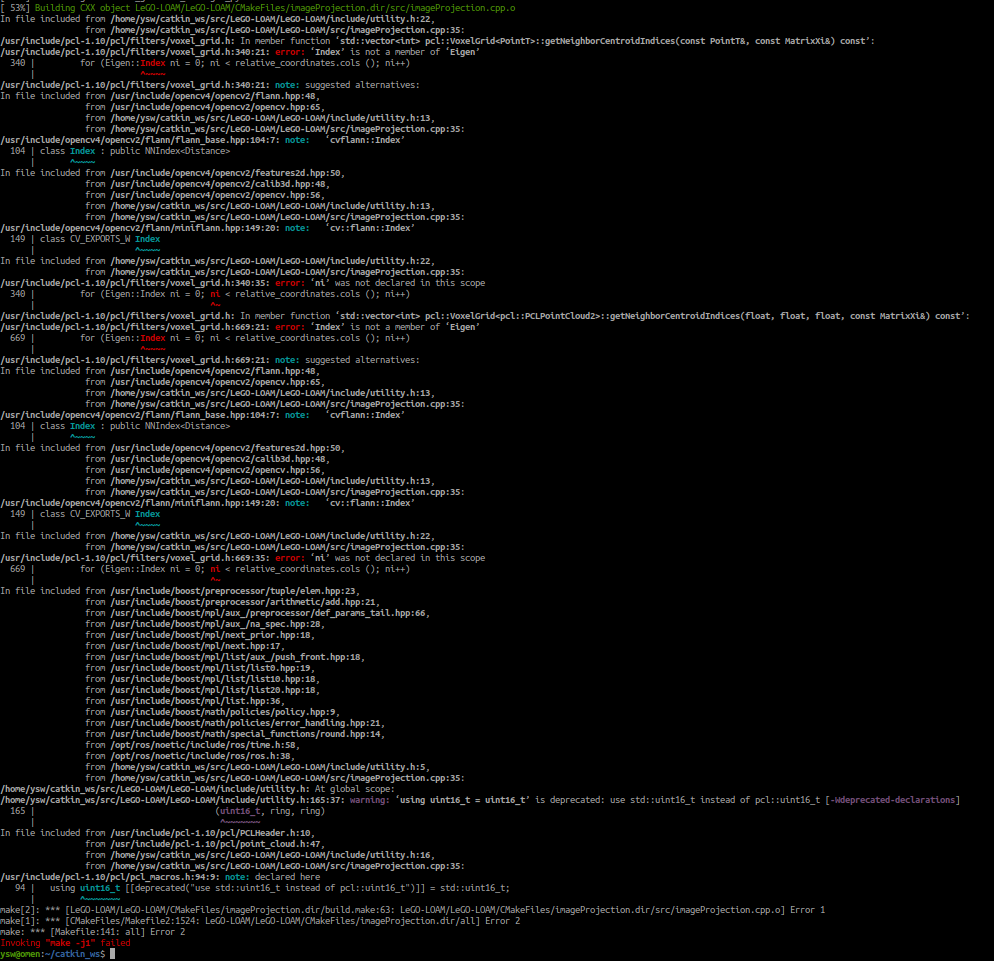 [ 53%] Building CXX object LeGO-LOAM/LeGO-LOAM/CMakeFiles/imageProjection.dir/src/imageProjection.cpp.o
In file included from /home/ysw/catkin_ws/src/LeGO-LOAM/LeGO-LOAM/include/utility.h:22,
                 from /home/ysw/catkin_ws/src/LeGO-LOAM/LeGO-LOAM/src/imageProjection.cpp:35:
/usr/include/pcl-1.10/pcl/filters/voxel_grid.h: In member function ‘std::vector<int> pcl::VoxelGrid<PointT>::getNeighborCentroidIndices(const PointT&, const MatrixXi&) const’:
/usr/include/pcl-1.10/pcl/filters/voxel_grid.h:340:21: error: ‘Index’ is not a member of ‘Eigen’
  340 |         for (Eigen::Index ni = 0; ni < relative_coordinates.cols (); ni++)
      |                     ^~~~~
/usr/include/pcl-1.10/pcl/filters/voxel_grid.h:340:21: note: suggested alternatives:
In file included from /usr/include/opencv4/opencv2/flann.hpp:48,
                 from /usr/include/opencv4/opencv2/opencv.hpp:65,
                 from /home/ysw/catkin_ws/src/LeGO-LOAM/LeGO-LOAM/include/utility.h:13,
                 from /home/ysw/catkin_ws/src/LeGO-LOAM/LeGO-LOAM/src/imageProjection.cpp:35:
/usr/include/opencv4/opencv2/flann/flann_base.hpp:104:7: note:   ‘cvflann::Index’
  104 | class Index : public NNIndex<Distance>
      |       ^~~~~
In file included from /usr/include/opencv4/opencv2/features2d.hpp:50,
                 from /usr/include/opencv4/opencv2/calib3d.hpp:48,
                 from /usr/include/opencv4/opencv2/opencv.hpp:56,
                 from /home/ysw/catkin_ws/src/LeGO-LOAM/LeGO-LOAM/include/utility.h:13,
                 from /home/ysw/catkin_ws/src/LeGO-LOAM/LeGO-LOAM/src/imageProjection.cpp:35:
/usr/include/opencv4/opencv2/flann/miniflann.hpp:149:20: note:   ‘cv::flann::Index’
  149 | class CV_EXPORTS_W Index
      |                    ^~~~~
In file included from /home/ysw/catkin_ws/src/LeGO-LOAM/LeGO-LOAM/include/utility.h:22,
                 from /home/ysw/catkin_ws/src/LeGO-LOAM/LeGO-LOAM/src/imageProjection.cpp:35:
/usr/include/pcl-1.10/pcl/filters/voxel_grid.h:340:35: error: ‘ni’ was not declared in this scope
  340 |         for (Eigen::Index ni = 0; ni < relative_coordinates.cols (); ni++)
      |                                   ^~
/usr/include/pcl-1.10/pcl/filters/voxel_grid.h: In member function ‘std::vector<int> pcl::VoxelGrid<pcl::PCLPointCloud2>::getNeighborCentroidIndices(float, float, float, const MatrixXi&) const’:
/usr/include/pcl-1.10/pcl/filters/voxel_grid.h:669:21: error: ‘Index’ is not a member of ‘Eigen’
  669 |         for (Eigen::Index ni = 0; ni < relative_coordinates.cols (); ni++)
      |                     ^~~~~
/usr/include/pcl-1.10/pcl/filters/voxel_grid.h:669:21: note: suggested alternatives:
In file included from /usr/include/opencv4/opencv2/flann.hpp:48,
                 from /usr/include/opencv4/opencv2/opencv.hpp:65,
                 from /home/ysw/catkin_ws/src/LeGO-LOAM/LeGO-LOAM/include/utility.h:13,
                 from /home/ysw/catkin_ws/src/LeGO-LOAM/LeGO-LOAM/src/imageProjection.cpp:35:
/usr/include/opencv4/opencv2/flann/flann_base.hpp:104:7: note:   ‘cvflann::Index’
  104 | class Index : public NNIndex<Distance>
      |       ^~~~~
In file included from /usr/include/opencv4/opencv2/features2d.hpp:50,
                 from /usr/include/opencv4/opencv2/calib3d.hpp:48,
                 from /usr/include/opencv4/opencv2/opencv.hpp:56,
                 from /home/ysw/catkin_ws/src/LeGO-LOAM/LeGO-LOAM/include/utility.h:13,
                 from /home/ysw/catkin_ws/src/LeGO-LOAM/LeGO-LOAM/src/imageProjection.cpp:35:
/usr/include/opencv4/opencv2/flann/miniflann.hpp:149:20: note:   ‘cv::flann::Index’
  149 | class CV_EXPORTS_W Index
      |                    ^~~~~
In file included from /home/ysw/catkin_ws/src/LeGO-LOAM/LeGO-LOAM/include/utility.h:22,
                 from /home/ysw/catkin_ws/src/LeGO-LOAM/LeGO-LOAM/src/imageProjection.cpp:35:
/usr/include/pcl-1.10/pcl/filters/voxel_grid.h:669:35: error: ‘ni’ was not declared in this scope
  669 |         for (Eigen::Index ni = 0; ni < relative_coordinates.cols (); ni++)
      |                                   ^~
In file included from /usr/include/boost/preprocessor/tuple/elem.hpp:23,
                 from /usr/include/boost/preprocessor/arithmetic/add.hpp:21,
                 from /usr/include/boost/mpl/aux_/preprocessor/def_params_tail.hpp:66,
                 from /usr/include/boost/mpl/aux_/na_spec.hpp:28,
                 from /usr/include/boost/mpl/next_prior.hpp:18,
                 from /usr/include/boost/mpl/next.hpp:17,
                 from /usr/include/boost/mpl/list/aux_/push_front.hpp:18,
                 from /usr/include/boost/mpl/list/list0.hpp:19,
                 from /usr/include/boost/mpl/list/list10.hpp:18,
                 from /usr/include/boost/mpl/list/list20.hpp:18,
                 from /usr/include/boost/mpl/list.hpp:36,
                 from /usr/include/boost/math/policies/policy.hpp:9,
                 from /usr/include/boost/math/policies/error_handling.hpp:21,
                 from /usr/include/boost/math/special_functions/round.hpp:14,
                 from /opt/ros/noetic/include/ros/time.h:58,
                 from /opt/ros/noetic/include/ros/ros.h:38,
                 from /home/ysw/catkin_ws/src/LeGO-LOAM/LeGO-LOAM/include/utility.h:5,
                 from /home/ysw/catkin_ws/src/LeGO-LOAM/LeGO-LOAM/src/imageProjection.cpp:35:
/home/ysw/catkin_ws/src/LeGO-LOAM/LeGO-LOAM/include/utility.h: At global scope:
/home/ysw/catkin_ws/src/LeGO-LOAM/LeGO-LOAM/include/utility.h:165:37: warning: ‘using uint16_t = uint16_t’ is deprecated: use std::uint16_t instead of pcl::uint16_t [-Wdeprecated-declarations]
  165 |                                    (uint16_t, ring, ring)
      |                                     ^~~~~~~~
In file included from /usr/include/pcl-1.10/pcl/PCLHeader.h:10,
                 from /usr/include/pcl-1.10/pcl/point_cloud.h:47,
                 from /home/ysw/catkin_ws/src/LeGO-LOAM/LeGO-LOAM/include/utility.h:16,
                 from /home/ysw/catkin_ws/src/LeGO-LOAM/LeGO-LOAM/src/imageProjection.cpp:35:
/usr/include/pcl-1.10/pcl/pcl_macros.h:94:9: note: declared here
   94 |   using uint16_t [[deprecated("use std::uint16_t instead of pcl::uint16_t")]] = std::uint16_t;
      |         ^~~~~~~~
make[2]: *** [LeGO-LOAM/LeGO-LOAM/CMakeFiles/imageProjection.dir/build.make:63: LeGO-LOAM/LeGO-LOAM/CMakeFiles/imageProjection.dir/src/imageProjection.cpp.o] Error 1
make[1]: *** [CMakeFiles/Makefile2:1524: LeGO-LOAM/LeGO-LOAM/CMakeFiles/imageProjection.dir/all] Error 2
make: *** [Makefile:141: all] Error 2
Invoking "make -j1" failed
ysw@omen:~/catkin_ws$